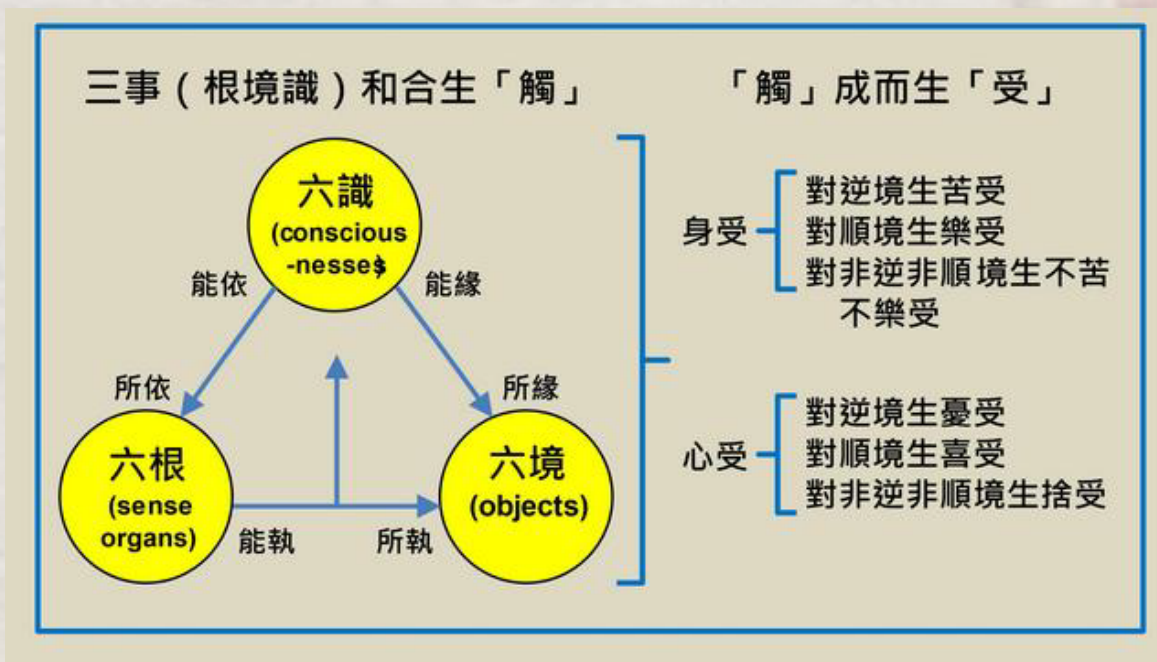 三事（根境識）和合生「觸」
「觸」成而生「受」
六識
(conscious
-nesses)
能依
能緣
所依
所緣
六根
(sense
organs)
六境
(objects)
能執
所執
身受
對逆境生苦受
對順境生樂受
對非逆非順境生不苦
不樂受
心受
對逆境生憂受
對順境生喜受
對非逆非順境生捨受